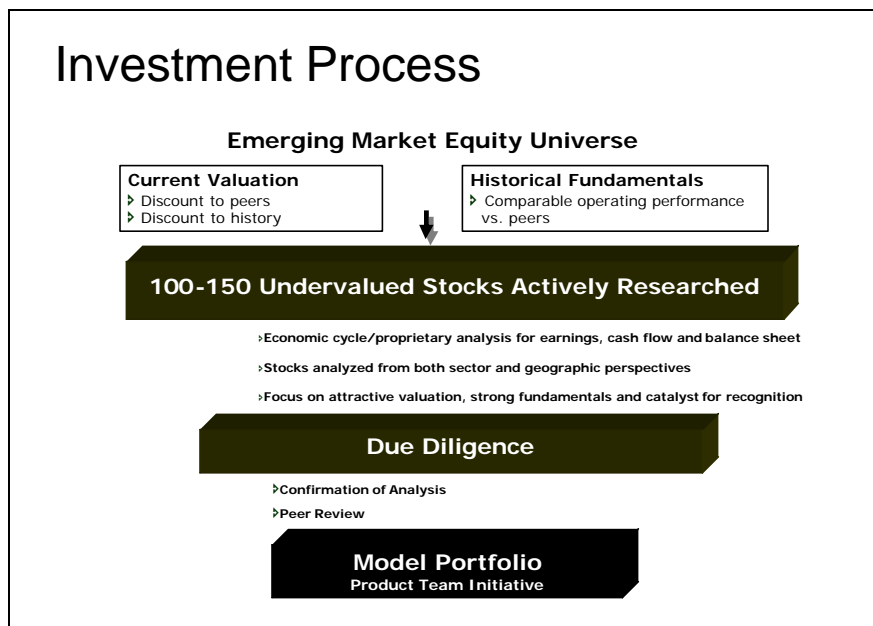 Investment Process
Emerging Market Equity Universe
Current Valuation
Discount to peers
Discount to history
Historical Fundamentals
Comparable operating performance
vs. peers
100-150 Undervalued Stocks Actively Researched
Economic cycle/proprietary analysis for earnings, cash flow and balance sheet
Stocks analyzed from both sector and geographic perspectives
Focus on attractive valuation, strong fundamentals and catalyst for recognition
Due Diligence
Confirmation of Analysis
Peer Review
Model Portfolio
Product Team Initiative